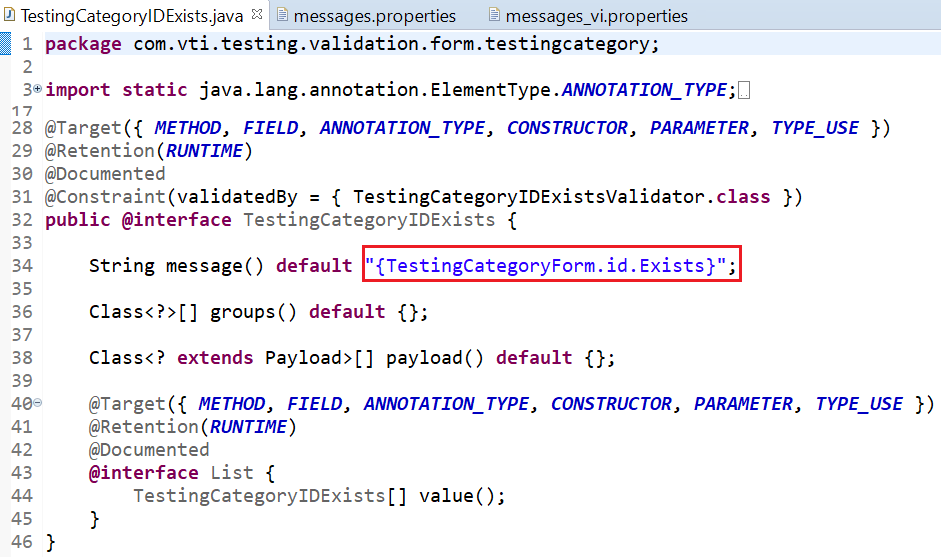 TestingCategoryIDExists.java messages.properties messages_vi.properties
1 package com.vti.testing.validation.form.testingcategory;
2
3 import static java.lang.annotation.ElementType.ANNOTATION_TYPE;
17
28 @Target({ METHOD, FIELD, ANNOTATION_TYPE, CONSTRUCTOR, PARAMETER, TYPE_USE })
29 @Retention(RUNTIME)
30 @Documented
31 @Constraint(validatedBy = { TestingCategoryIDExistsValidator.class })
32 public @interface TestingCategoryIDExists {
33
34     String message() default "{TestingCategoryForm.id.Exists}";
35
36     Class<?>[] groups() default {};
37
38     Class<? extends Payload>[] payload() default {};
39
40     @Target({ METHOD, FIELD, ANNOTATION_TYPE, CONSTRUCTOR, PARAMETER, TYPE_USE })
41     @Retention(RUNTIME)
42     @Documented
43     @interface List {
44         TestingCategoryIDExists[] value();
45     }
46 }